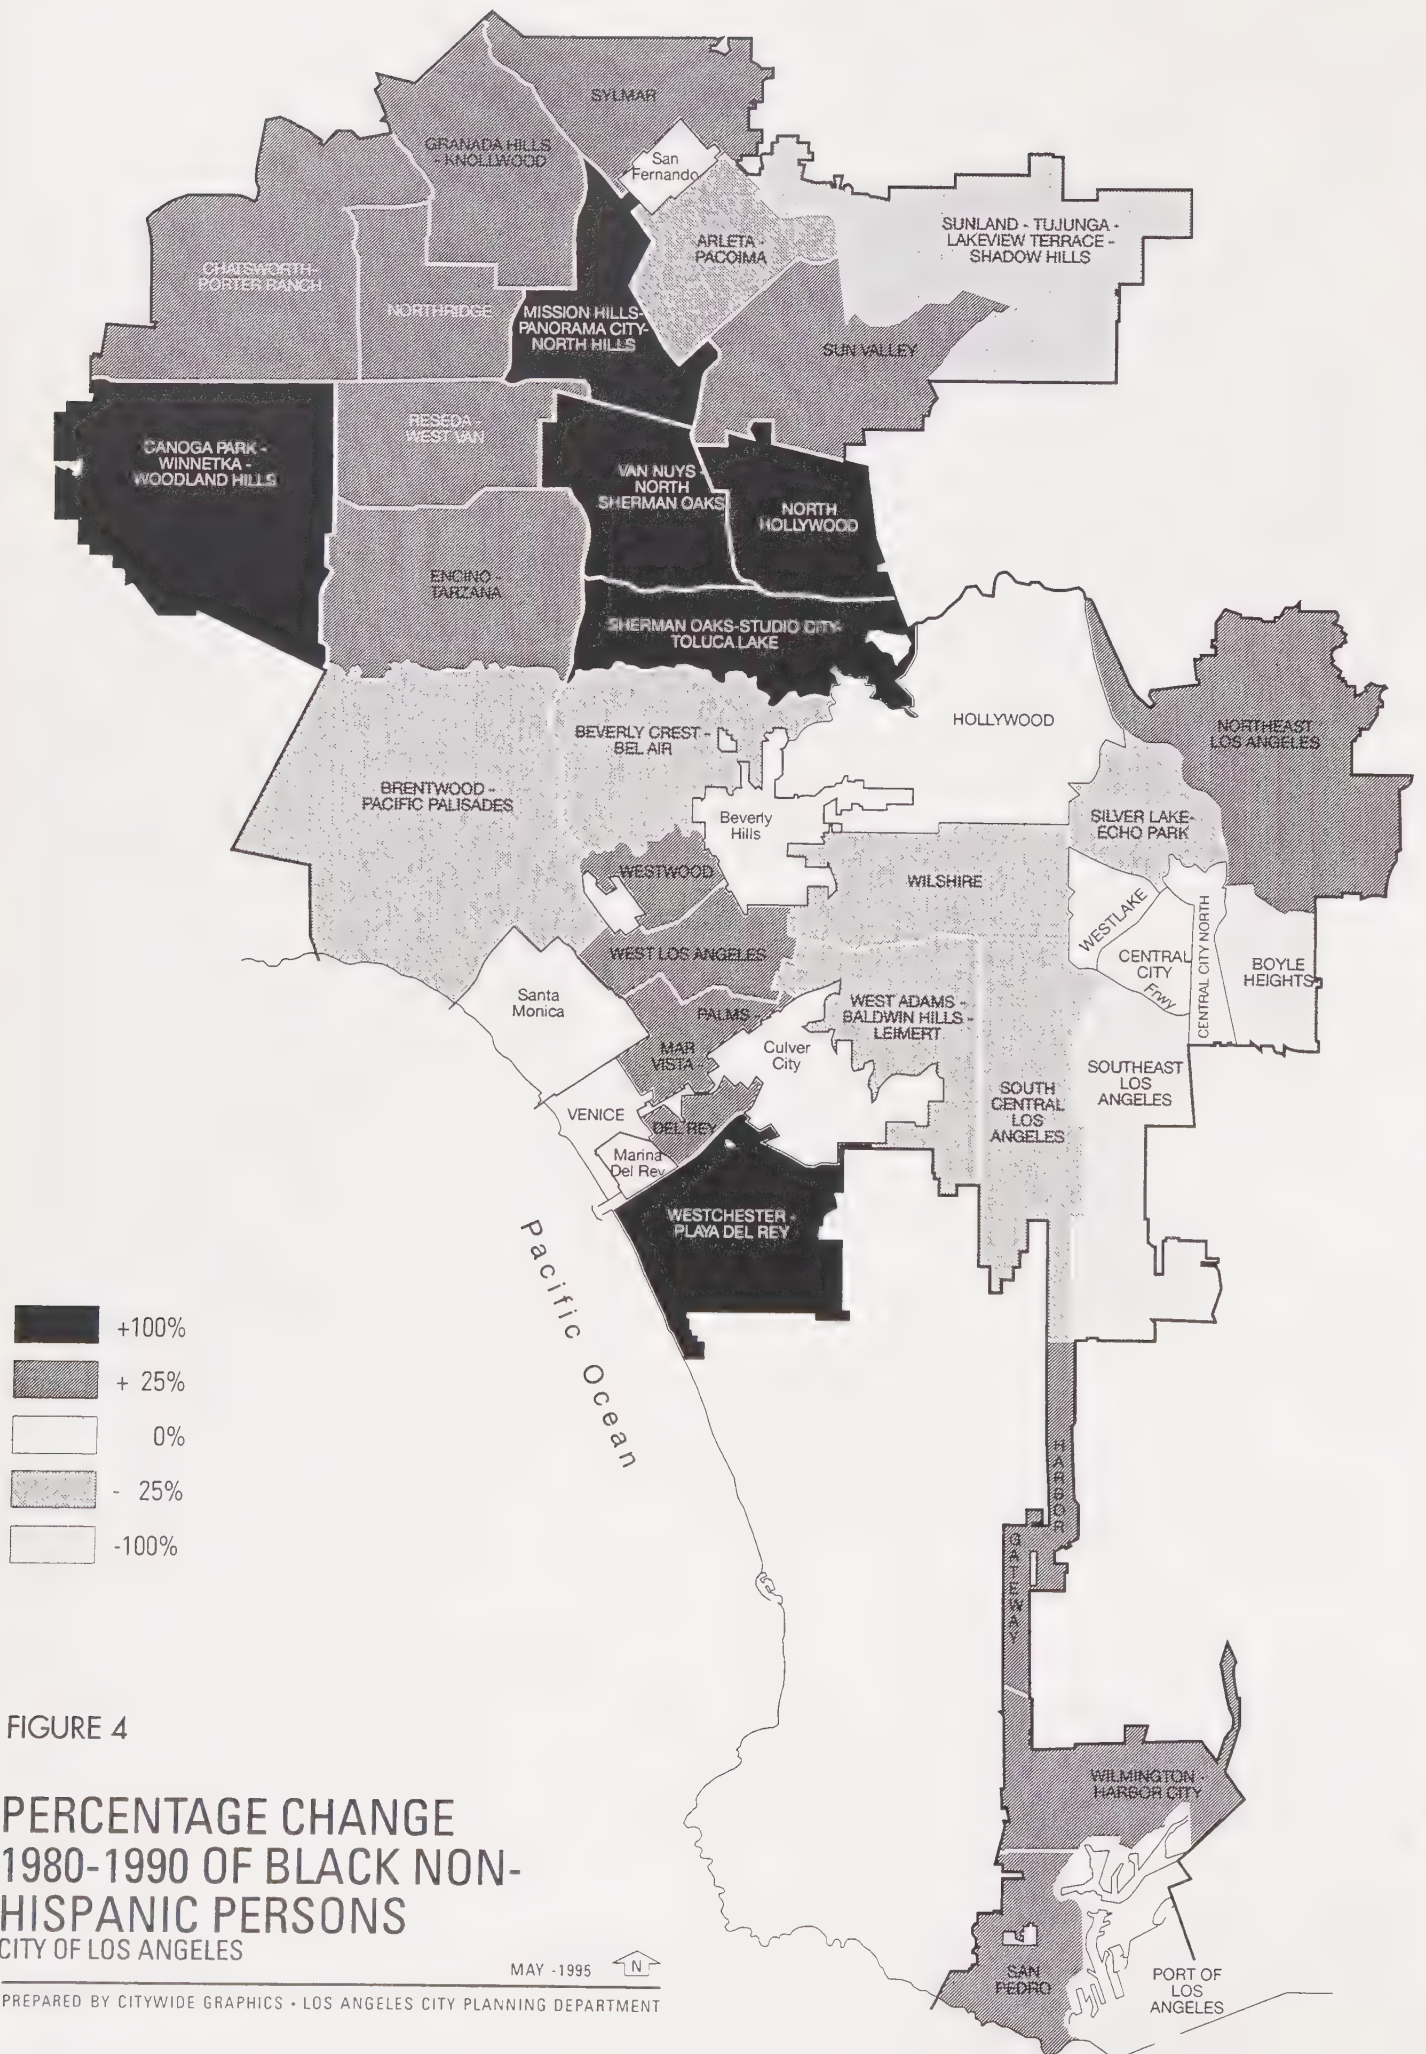 SYLMAR
GRANADA HILLS
- KNOLLWOOD
San
Fernando
SUNLAND - TUJUNGA -
LAKEVIEW TERRACE -
SHADOW HILLS
ARLETA -
PACOIMA
CHATSWORTH-
PORTER RANCH
NORTHRIDGE
MISSION HILLS-
PANORAMA CITY-
NORTH HILLS
SUN VALLEY
RESEDA -
WEST VAN
CANOGA PARK -
WINNETKA -
WOODLAND HILLS
VAN NUYS -
NORTH
SHERMAN OAKS
NORTH
HOLLYWOOD
ENCINO -
TARZANA
SHERMAN OAKS-STUDIO CITY-
TOLUCA LAKE
HOLLYWOOD
NORTHEAST
LOS ANGELES
BEVERLY CREST -
BEL AIR
BRENTWOOD -
PACIFIC PALISADES
Beverly
Hills
SILVER LAKE-
ECHO PARK
WESTWOOD
WILSHIRE
WESTLAKE
CENTRAL CITY NORTH
WEST LOS ANGELES
CENTRAL
CITY
Frwy
BOYLE
HEIGHTS
Santa
Monica
PALMS -
WEST ADAMS -
BALDWIN HILLS -
LEIMERT
MAR
VISTA -
Culver
City
SOUTHEAST
LOS
ANGELES
SOUTH
CENTRAL
LOS
ANGELES
VENICE
DEL REY
Marina
Del Rey
WESTCHESTER -
PLAYA DEL REY
Pacific Ocean
+100%
+ 25%
0%
- 25%
-100%
HARBOR
GATEWAY
WILMINGTON -
HARBOR CITY
SAN
PEDRO
PORT OF
LOS
ANGELES
FIGURE 4
PERCENTAGE CHANGE
1980-1990 OF BLACK NON-
HISPANIC PERSONS
CITY OF LOS ANGELES
MAY -1995
N
PREPARED BY CITYWIDE GRAPHICS • LOS ANGELES CITY PLANNING DEPARTMENT